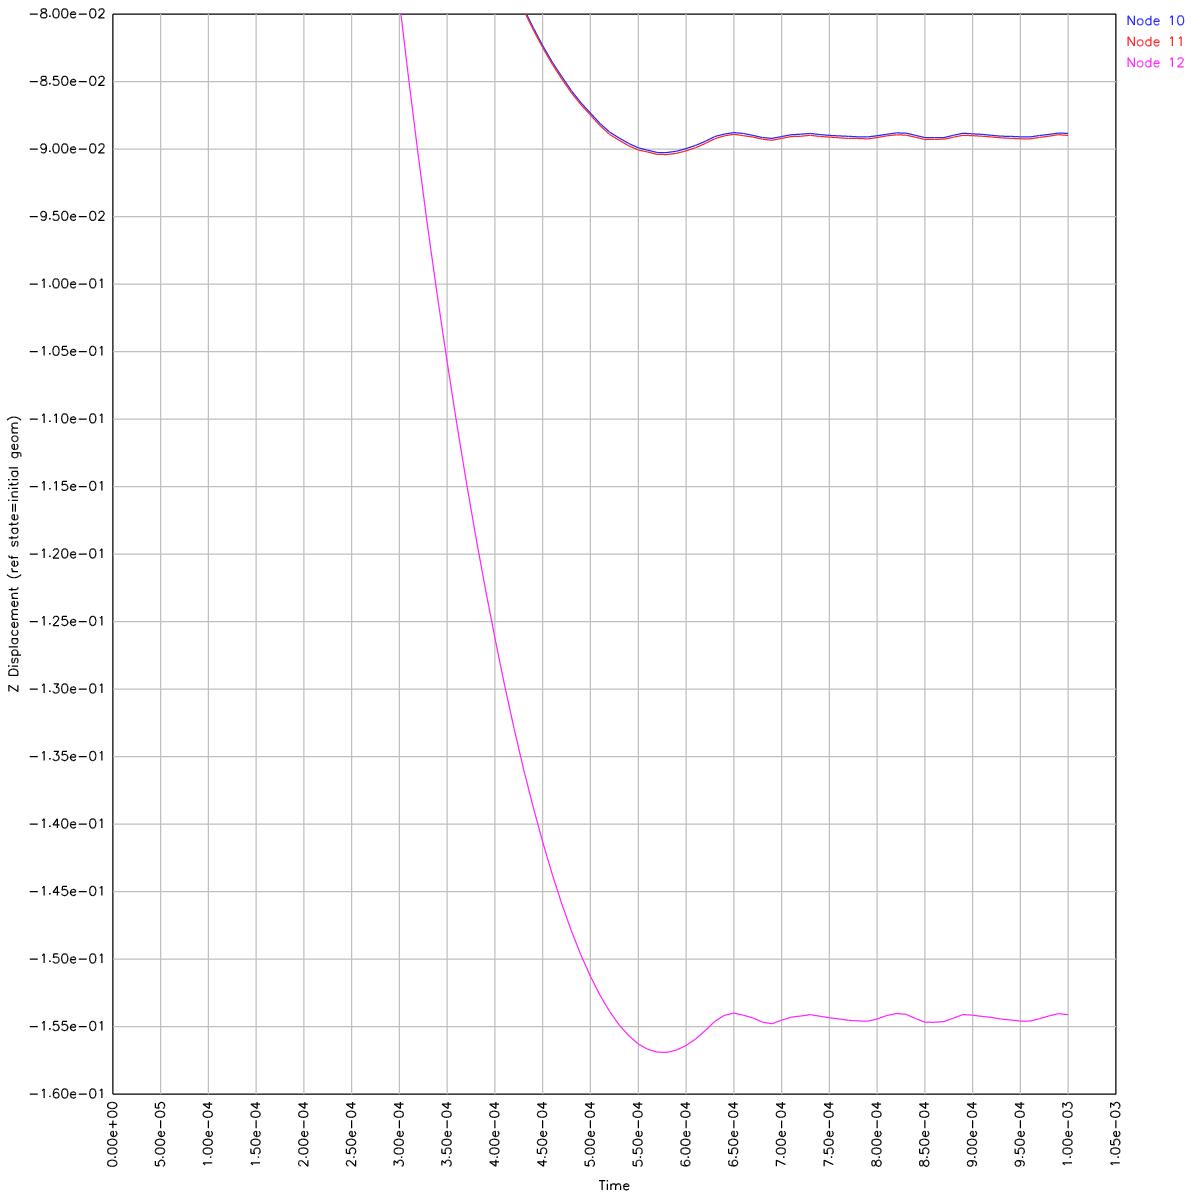 Node 10
Node 11
Node 12
Z Displacement (ref state=initial geom)
−8.00e−02
−8.50e−02
−9.00e−02
−9.50e−02
−1.00e−01
−1.05e−01
−1.10e−01
−1.15e−01
−1.20e−01
−1.25e−01
−1.30e−01
−1.35e−01
−1.40e−01
−1.45e−01
−1.50e−01
−1.55e−01
−1.60e−01
0.00e+00
5.00e−05
1.00e−04
1.50e−04
2.00e−04
2.50e−04
3.00e−04
3.50e−04
4.00e−04
4.50e−04
5.00e−04
5.50e−04
6.00e−04
6.50e−04
7.00e−04
7.50e−04
8.00e−04
8.50e−04
9.00e−04
9.50e−04
1.00e−03
1.05e−03
Time